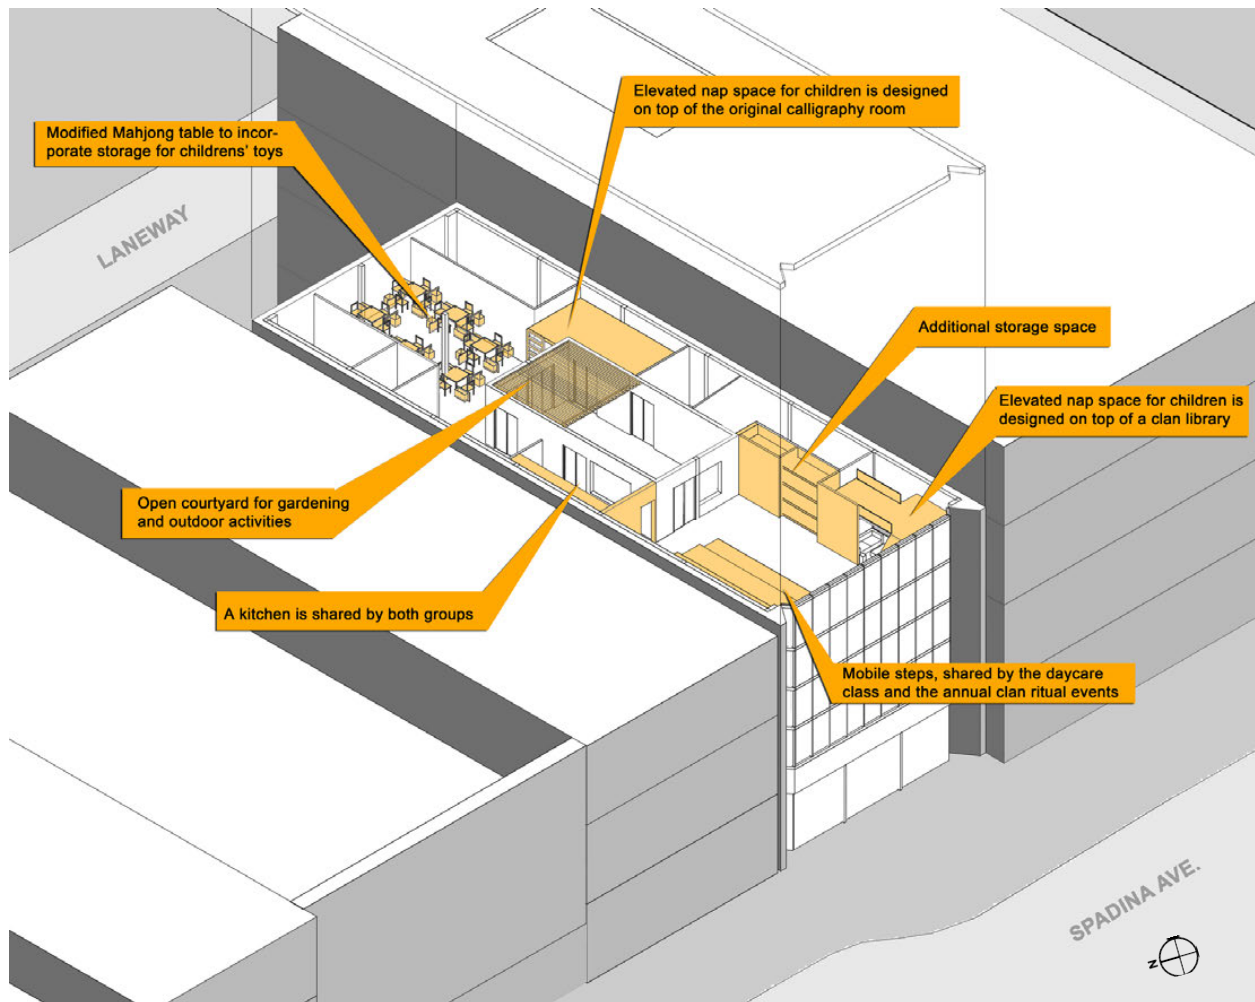 Elevated nap space for children is designed
on top of the original calligraphy room
Modified Mahjong table to incor-
porate storage for childrens' toys
LANEWAY
Additional storage space
Elevated nap space for children is
designed on top of a clan library
Open courtyard for gardening
and outdoor activities
A kitchen is shared by both groups
Mobile steps, shared by the daycare
class and the annual clan ritual events
SPADINA AVE.
N